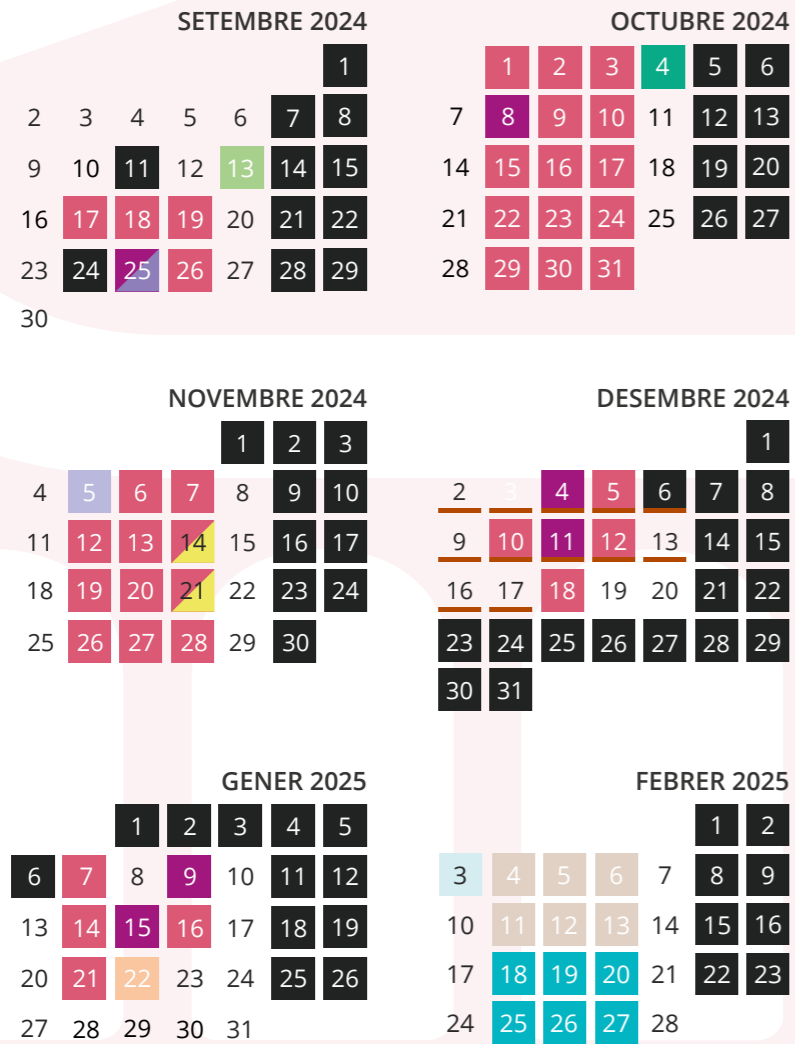 SETEMBRE 2024
1
2 3 4 5 6 7 8
9 10 11 12 13 14 15
16 17 18 19 20 21 22
23 24 25 26 27 28 29
30
OCTUBRE 2024
1 2 3 4 5 6
7 8 9 10 11 12 13
14 15 16 17 18 19 20
21 22 23 24 25 26 27
28 29 30 31
NOVEMBRE 2024
1 2 3
4 5 6 7 8 9 10
11 12 13 14 15 16 17
18 19 20 21 22 23 24
25 26 27 28 29 30
DESEMBRE 2024
1
2 3 4 5 6 7 8
9 10 11 12 13 14 15
16 17 18 19 20 21 22
23 24 25 26 27 28 29
30 31
GENER 2025
1 2 3 4 5
6 7 8 9 10 11 12
13 14 15 16 17 18 19
20 21 22 23 24 25 26
27 28 29 30 31
FEBRER 2025
1 2
3 4 5 6 7 8 9
10 11 12 13 14 15 16
17 18 19 20 21 22 23
24 25 26 27 28